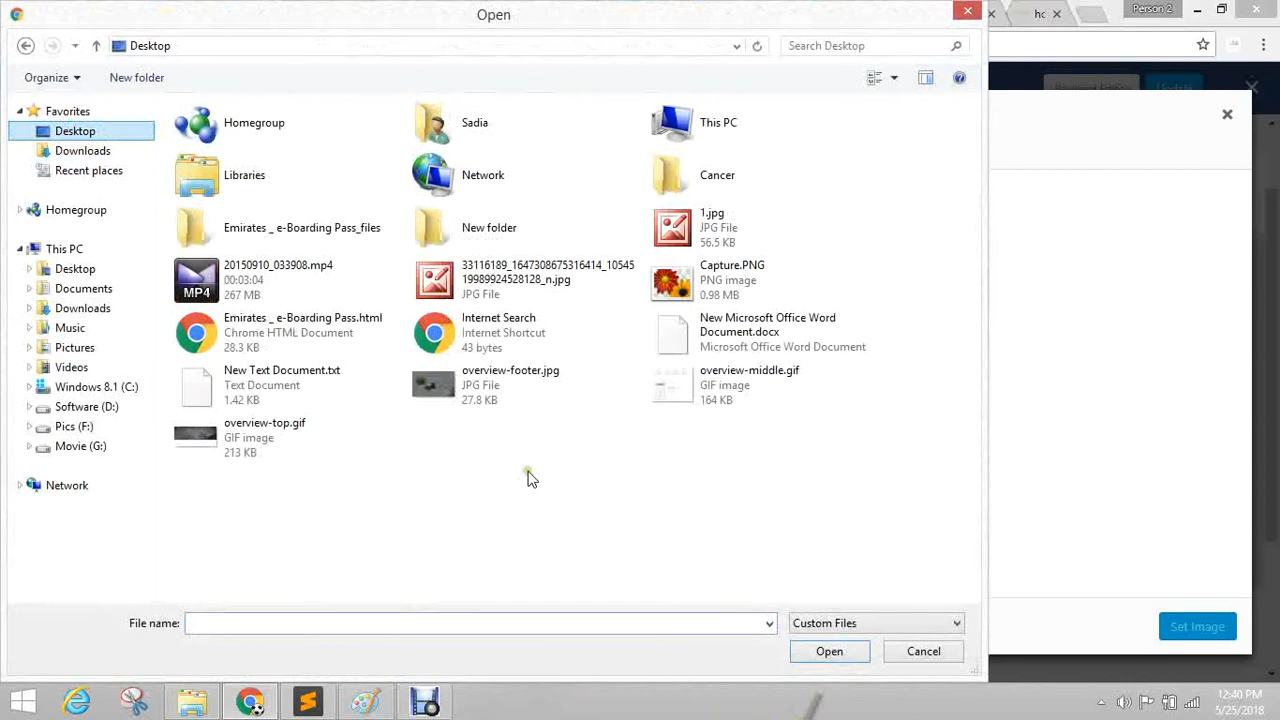 Open
Person 2
hc
Desktop
Search Desktop
Organize
New folder
Favorites
Desktop
Downloads
Recent places
Homegroup
This PC
Desktop
Documents
Downloads
Music
Pictures
Videos
Windows 8.1 (C:)
Software (D:)
Pics (F:)
Movie (G:)
Network
Homegroup
Sadia
This PC
Libraries
Network
Cancer
Emirates _ e-Boarding Pass_files
New folder
1.jpg
JPG File
56.5 KB
MP4
20150910_033908.mp4
00:03:04
267 MB
33116189_1647308675316414_10545
19989924528128_n.jpg
JPG File
Capture.PNG
PNG image
0.98 MB
Emirates _ e-Boarding Pass.html
Chrome HTML Document
28.3 KB
Internet Search
Internet Shortcut
43 bytes
New Microsoft Office Word
Document.docx
Microsoft Office Word Document
New Text Document.txt
Text Document
1.42 KB
overview-footer.jpg
JPG File
27.8 KB
overview-middle.gif
GIF image
164 KB
overview-top.gif
GIF image
213 KB
File name:
Custom Files
Open
Cancel
Update
Set Image
12:40 PM
5/25/2018